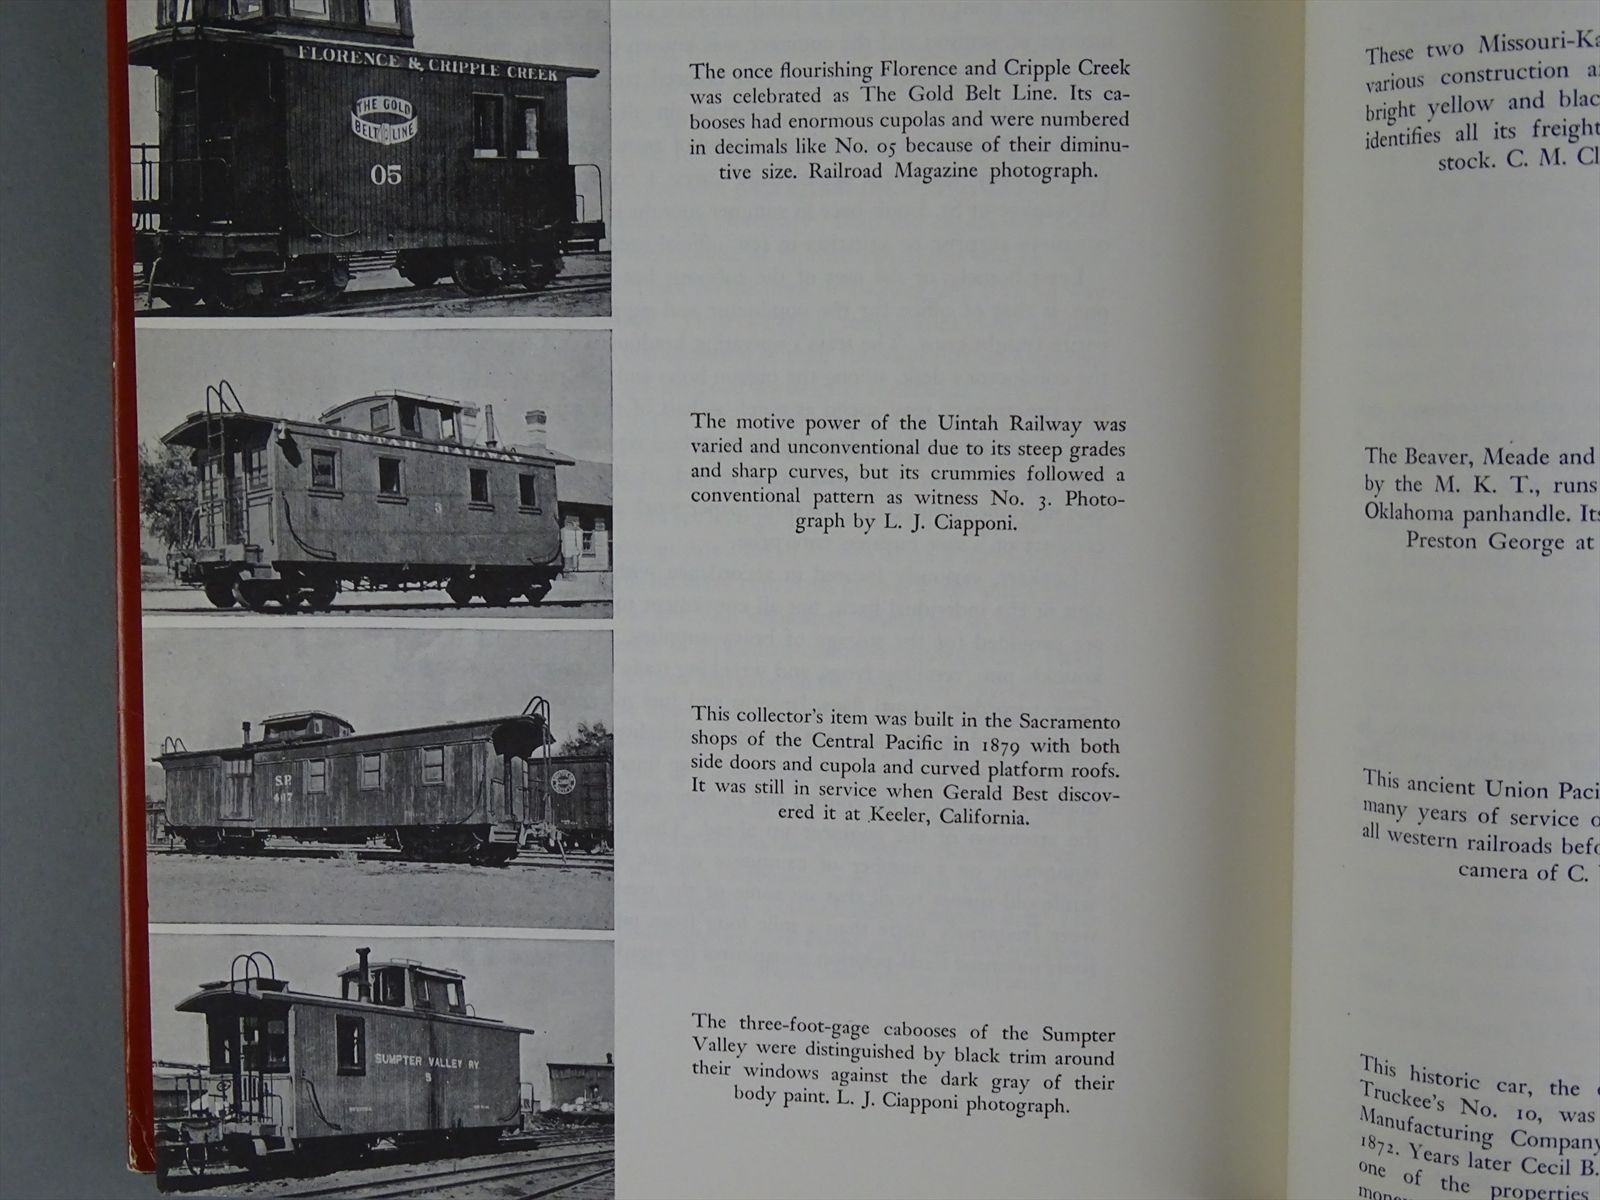 FLORENCE & CRIPPLE CREEK
THE GOLD
BELT LINE
05
The once flourishing Florence and Cripple Creek
was celebrated as The Gold Belt Line. Its ca-
booses had enormous cupolas and were numbered
in decimals like No. 05 because of their diminu-
tive size. Railroad Magazine photograph.
UINTAH RAILWAY
3
The motive power of the Uintah Railway was
varied and unconventional due to its steep grades
and sharp curves, but its crummies followed a
conventional pattern as witness No. 3. Photo-
graph by L. J. Ciapponi.
S.P.
407
This collector's item was built in the Sacramento
shops of the Central Pacific in 1879 with both
side doors and cupola and curved platform roofs.
It was still in service when Gerald Best discov-
ered it at Keeler, California.
SUMPTER VALLEY RY
5
The three-foot-gage cabooses of the Sumpter
Valley were distinguished by black trim around
their windows against the dark gray of their
body paint. L. J. Ciapponi photograph.
These two Missouri-Ka
various construction a
bright yellow and blac
identifies all its freight
stock. C. M. Cl
The Beaver, Meade and
by the M. K. T., runs
Oklahoma panhandle. Its
Preston George at
This ancient Union Paci
many years of service o
all western railroads befo
camera of C.
This historic car, the
Truckee's No. 10, was
Manufacturing Company
1872. Years later Cecil B.
one of the properties